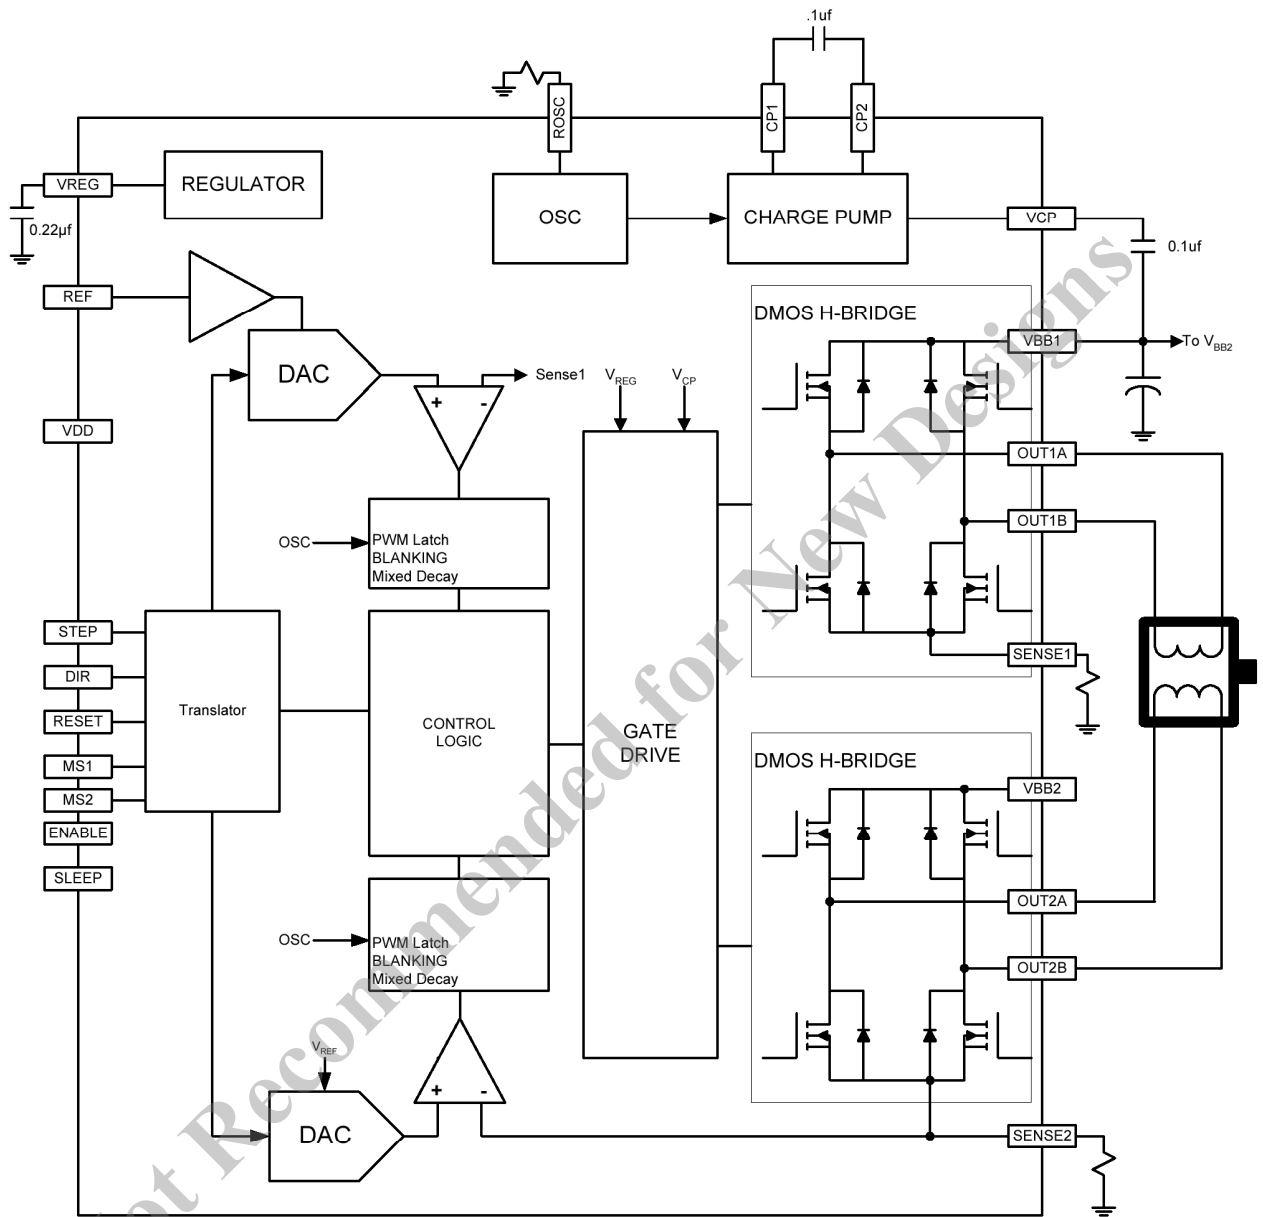 .1uf
ROSC
CP1
CP2
VREG
REGULATOR
OSC
CHARGE PUMP
VCP
0.22µf
0.1uf
REF
DMOS H-BRIDGE
VBB1
To VBB2
DAC
+
-
Sense1
VREG
VCP
VDD
OUT1A
OSC
PWM Latch
BLANKING
Mixed Decay
OUT1B
STEP
DIR
RESET
MS1
MS2
ENABLE
SLEEP
Translator
CONTROL
LOGIC
GATE
DRIVE
SENSE1
DMOS H-BRIDGE
VBB2
OUT2A
OSC
PWM Latch
BLANKING
Mixed Decay
OUT2B
VREF
+
-
DAC
SENSE2
ot Recommended for New Designs